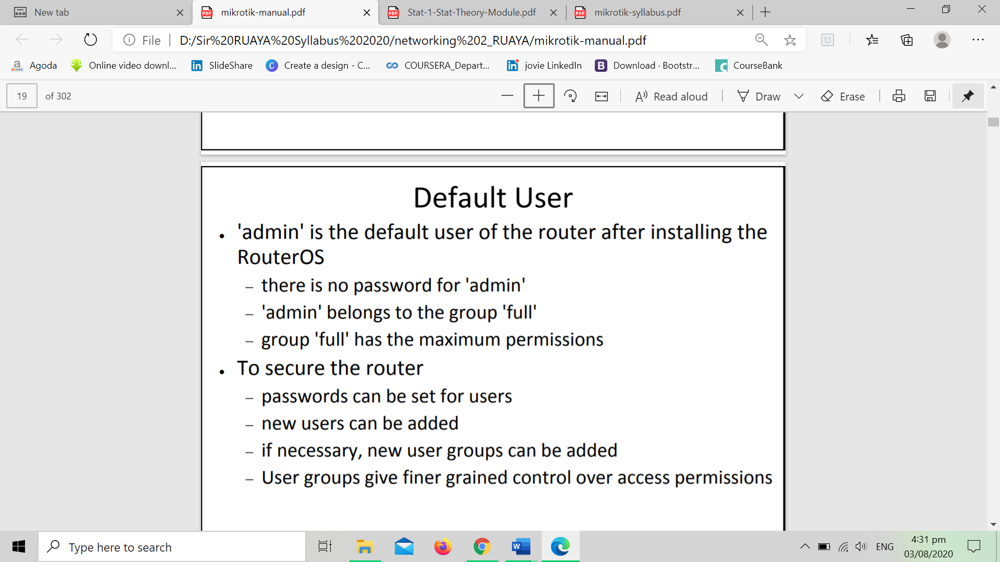 New tab
mikrotik-manual.pdf
Stat-1-Stat-Theory-Module.pdf
mikrotik-syllabus.pdf
File
D:/Sir%20RUAYA%20Syllabus%202020/networking%202_RUAYA/mikrotik-manual.pdf
Agoda
Online video downl...
SlideShare
Create a design - C...
COURSERA_Depart...
jovie LinkedIn
Download · Bootstr...
CourseBank
19 of 302
Read aloud
Draw
Erase
Default User
• 'admin' is the default user of the router after installing the
RouterOS
– there is no password for 'admin'
– 'admin' belongs to the group 'full'
– group 'full' has the maximum permissions
• To secure the router
– passwords can be set for users
– new users can be added
– if necessary, new user groups can be added
– User groups give finer grained control over access permissions
Type here to search
ENG
4:31 pm
03/08/2020